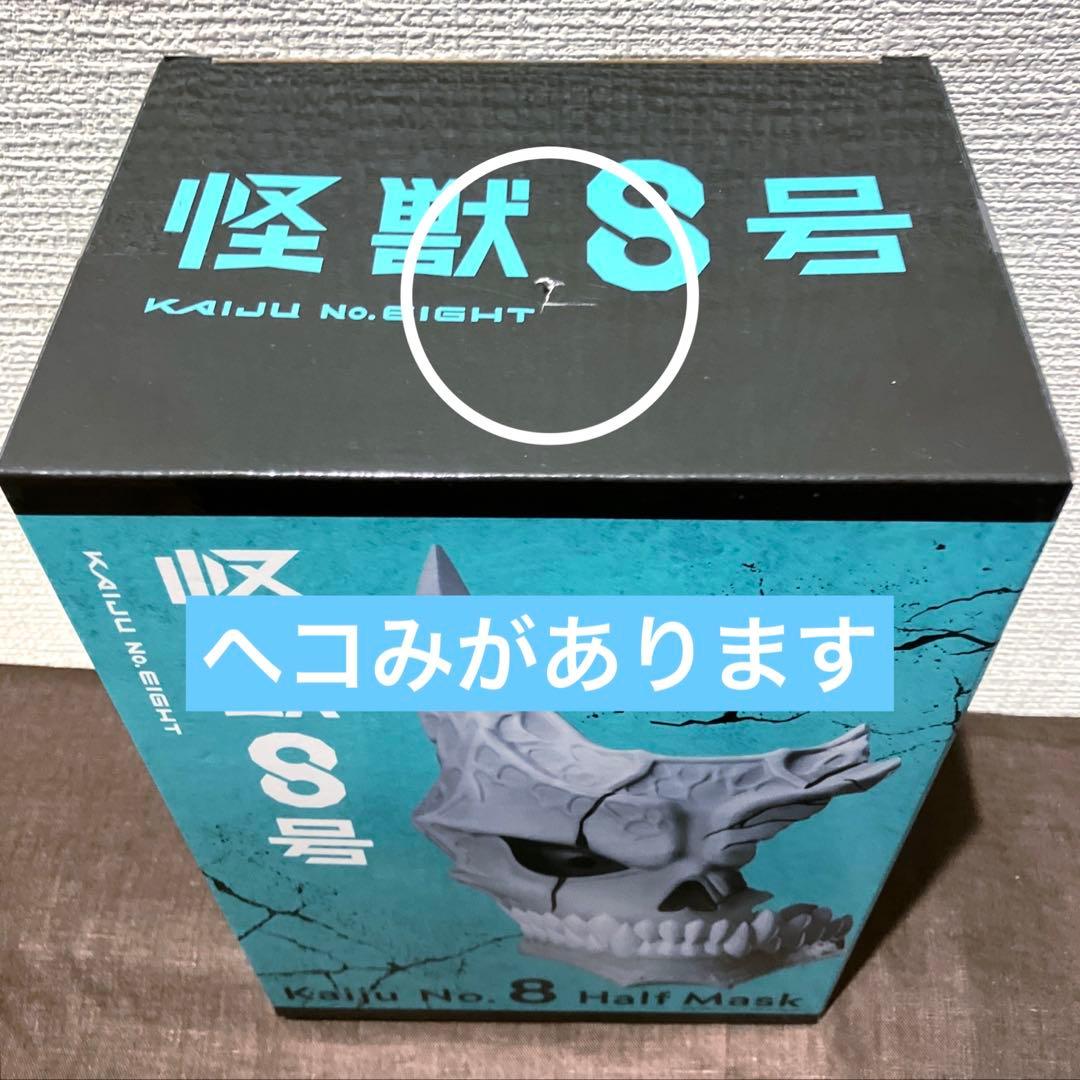 怪獣8号
KAIJU No.EIGHT
KAIJU No.EIGHT
怪
8号
ヘコみがあります
Kaiju No. 8 Half Mask